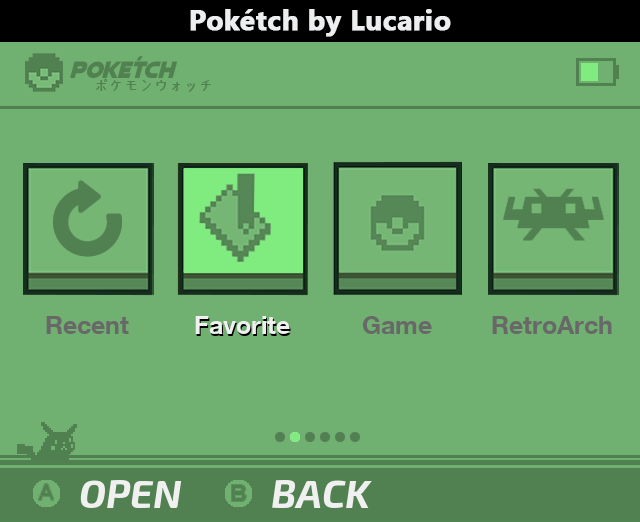 Pokétch by Lucario
POKÉTCH
ポケモンウォッチ
Recent
Favorite
Game
RetroArch
A OPEN
B BACK